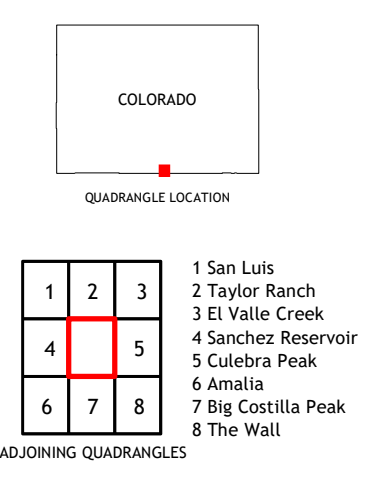 COLORADO
QUADRANGLE LOCATION
1 2 3
4 5
6 7 8
1 San Luis
2 Taylor Ranch
3 El Valle Creek
4 Sanchez Reservoir
5 Culebra Peak
6 Amalia
7 Big Costilla Peak
8 The Wall
ADJOINING QUADRANGLES